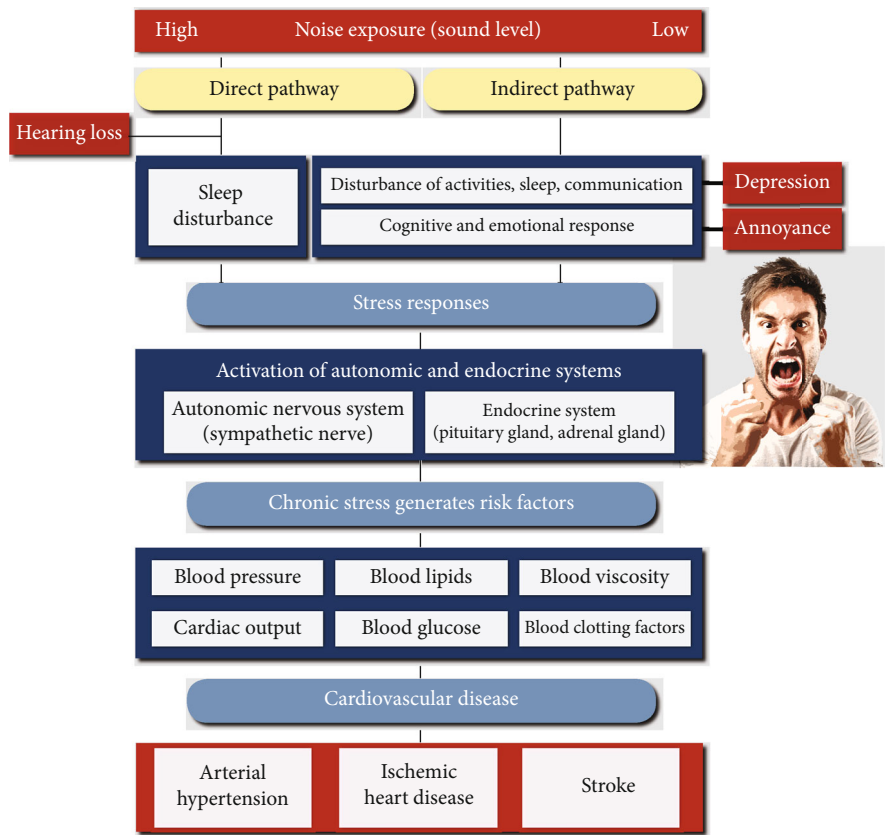 High Noise exposure (sound level) Low
Direct pathway Indirect pathway
Hearing loss
Sleep
disturbance
Disturbance of activities, sleep, communication
Cognitive and emotional response
Depression
Annoyance
Stress responses
Activation of autonomic and endocrine systems
Autonomic nervous system
(sympathetic nerve)
Endocrine system
(pituitary gland, adrenal gland)
Chronic stress generates risk factors
Blood pressure Blood lipids Blood viscosity
Cardiac output Blood glucose Blood clotting factors
Cardiovascular disease
Arterial
hypertension
Ischemic
heart disease
Stroke